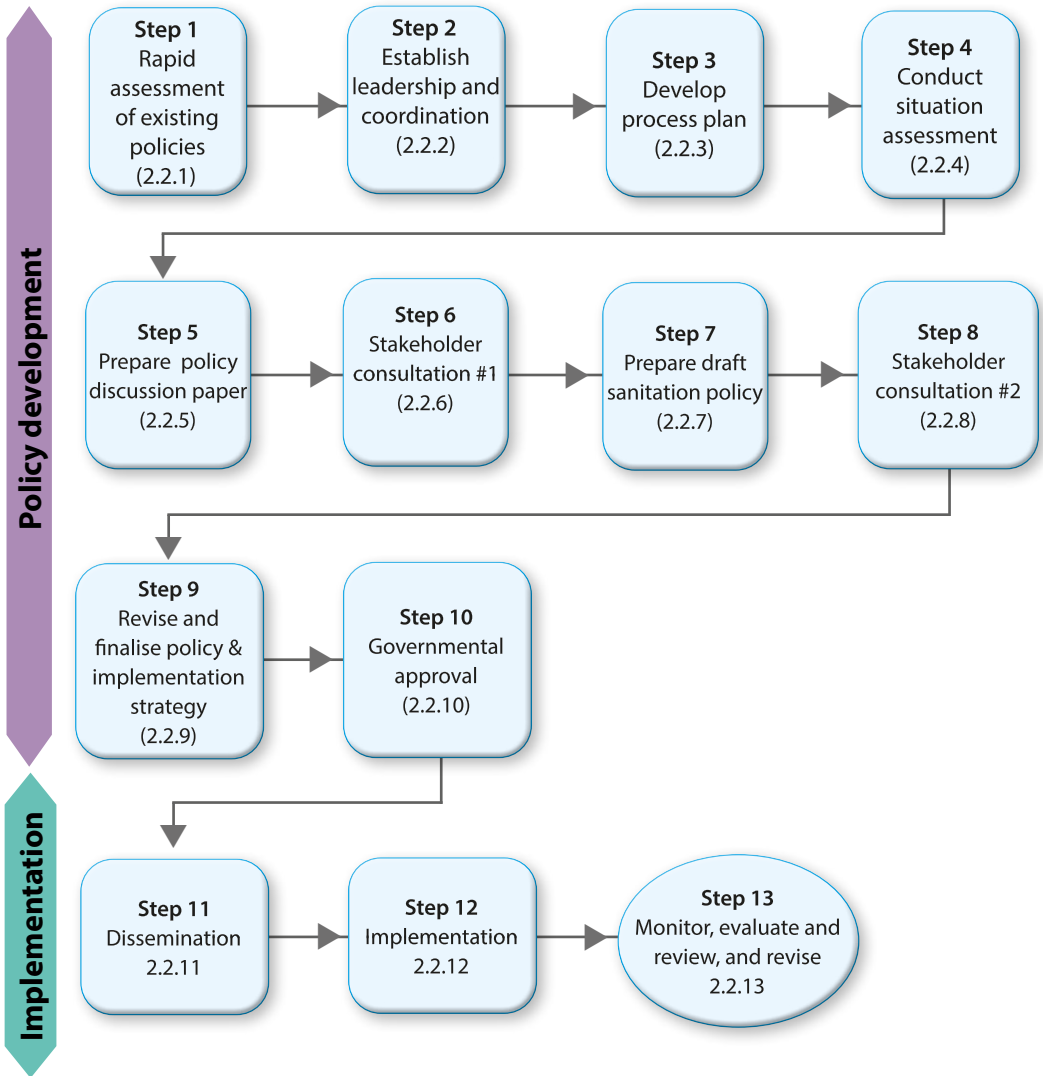 Policy development
Step 1
Rapid
assessment
of existing
policies
(2.2.1)
Step 2
Establish
leadership and
coordination
(2.2.2)
Step 3
Develop
process plan
(2.2.3)
Step 4
Conduct
situation
assessment
(2.2.4)
Step 5
Prepare policy
discussion paper
(2.2.5)
Step 6
Stakeholder
consultation #1
(2.2.6)
Step 7
Prepare draft
sanitation policy
(2.2.7)
Step 8
Stakeholder
consultation #2
(2.2.8)
Step 9
Revise and
finalise policy &
implementation
strategy
(2.2.9)
Step 10
Governmental
approval
(2.2.10)
Implementation
Step 11
Dissemination
2.2.11
Step 12
Implementation
2.2.12
Step 13
Monitor, evaluate and
review, and revise
2.2.13